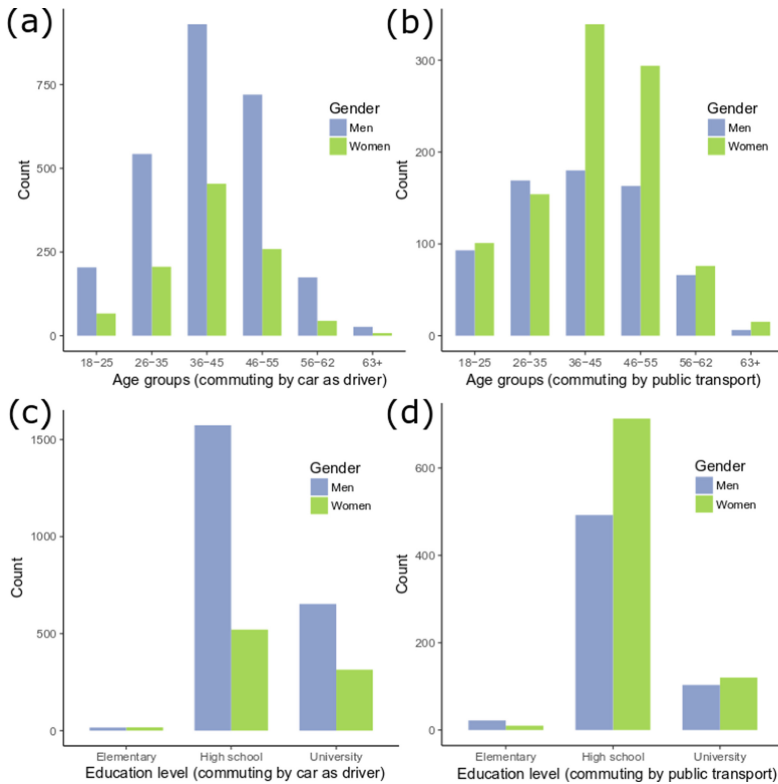 (a)
Count
750
500
250
0
Gender
Men
Women
18−25 26−35 36−45 46−55 56−62 63+
Age groups (commuting by car as driver)
(b)
Count
300
200
100
0
Gender
Men
Women
18−25 26−35 36−45 46−55 56−62 63+
Age groups (commuting by public transport)
(c)
Count
1500
1000
500
0
Gender
Men
Women
Elementary High school University
Education level (commuting by car as driver)
(d)
Count
600
400
200
0
Gender
Men
Women
Elementary High school University
Education level (commuting by public transport)